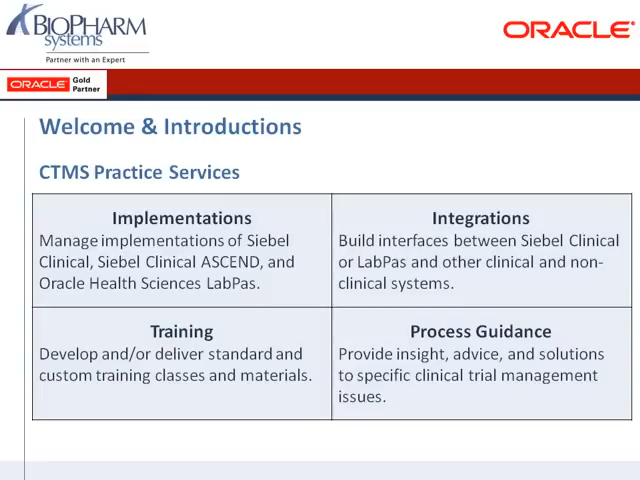 BIOPHARM
systems
Partner with an Expert
ORACLE®
ORACLE Gold
Partner
Welcome & Introductions
CTMS Practice Services
Implementations
Manage implementations of Siebel
Clinical, Siebel Clinical ASCEND, and
Oracle Health Sciences LabPas.
Integrations
Build interfaces between Siebel Clinical
or LabPas and other clinical and non-
clinical systems.
Training
Develop and/or deliver standard and
custom training classes and materials.
Process Guidance
Provide insight, advice, and solutions
to specific clinical trial management
issues.